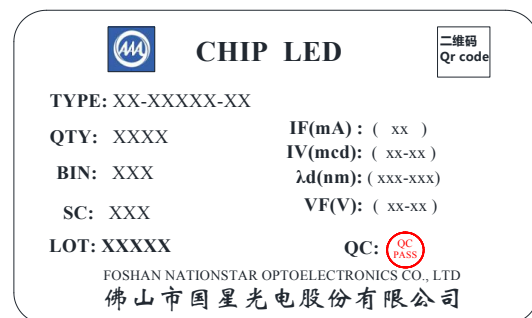 CHIP LED
二维码
Qr code
TYPE: XX-XXXXX-XX
QTY: XXXX
BIN: XXX
SC: XXX
LOT: XXXXX
IF(mA) : ( xx )
IV(mcd) : ( xx-xx )
λd(nm): ( xxx-xxx)
VF(V) : ( xx-xx )
QC:
QC
PASS
FOSHAN NATIONSTAR OPTOELECTRONICS CO., LTD
佛山市国星光电股份有限公司